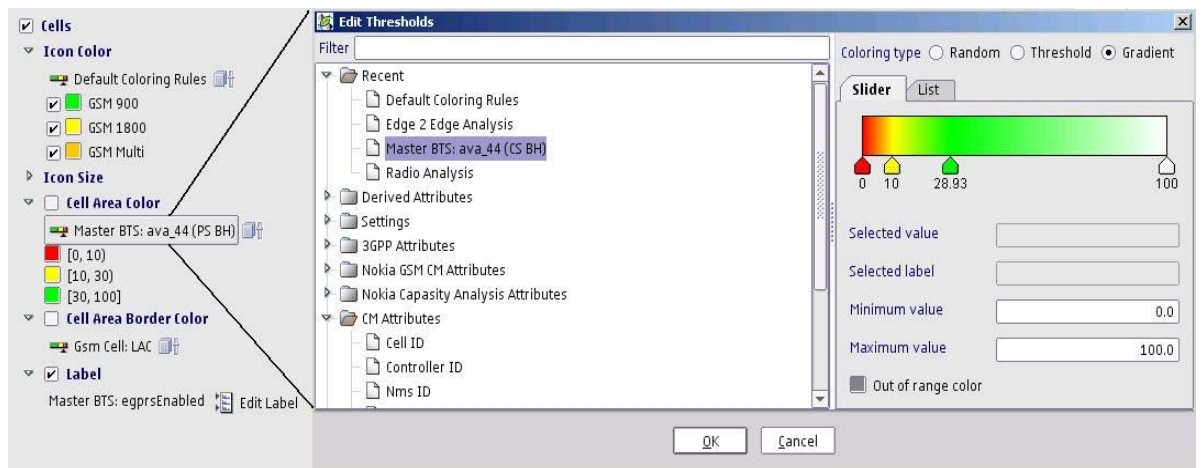 Cells
Icon Color
Default Coloring Rules
GSM 900
GSM 1800
GSM Multi
Icon Size
Cell Area Color
Master BTS: ava_44 (PS BH)
[0, 10)
[10, 30)
[30, 100]
Cell Area Border Color
Gsm Cell: LAC
Label
Master BTS: egprsEnabled Edit Label
Edit Thresholds
Filter
Recent
Default Coloring Rules
Edge 2 Edge Analysis
Master BTS: ava_44 (CS BH)
Radio Analysis
Derived Attributes
Settings
3GPP Attributes
Nokia GSM CM Attributes
Nokia Capasity Analysis Attributes
CM Attributes
Cell ID
Controller ID
Nms ID
Coloring type Random Threshold Gradient
Slider List
0 10 28.93 100
Selected value
Selected label
Minimum value 0.0
Maximum value 100.0
Out of range color
OK Cancel